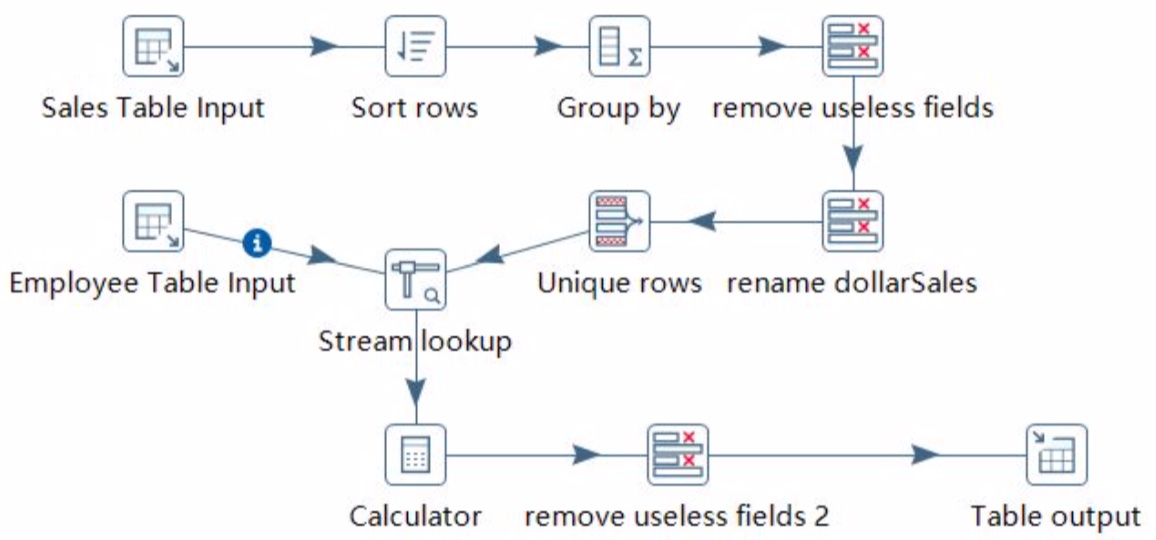 Sales Table Input
Sort rows
Group by
remove useless fields
Employee Table Input
Unique rows
rename dollarSales
Stream lookup
Calculator
remove useless fields 2
Table output